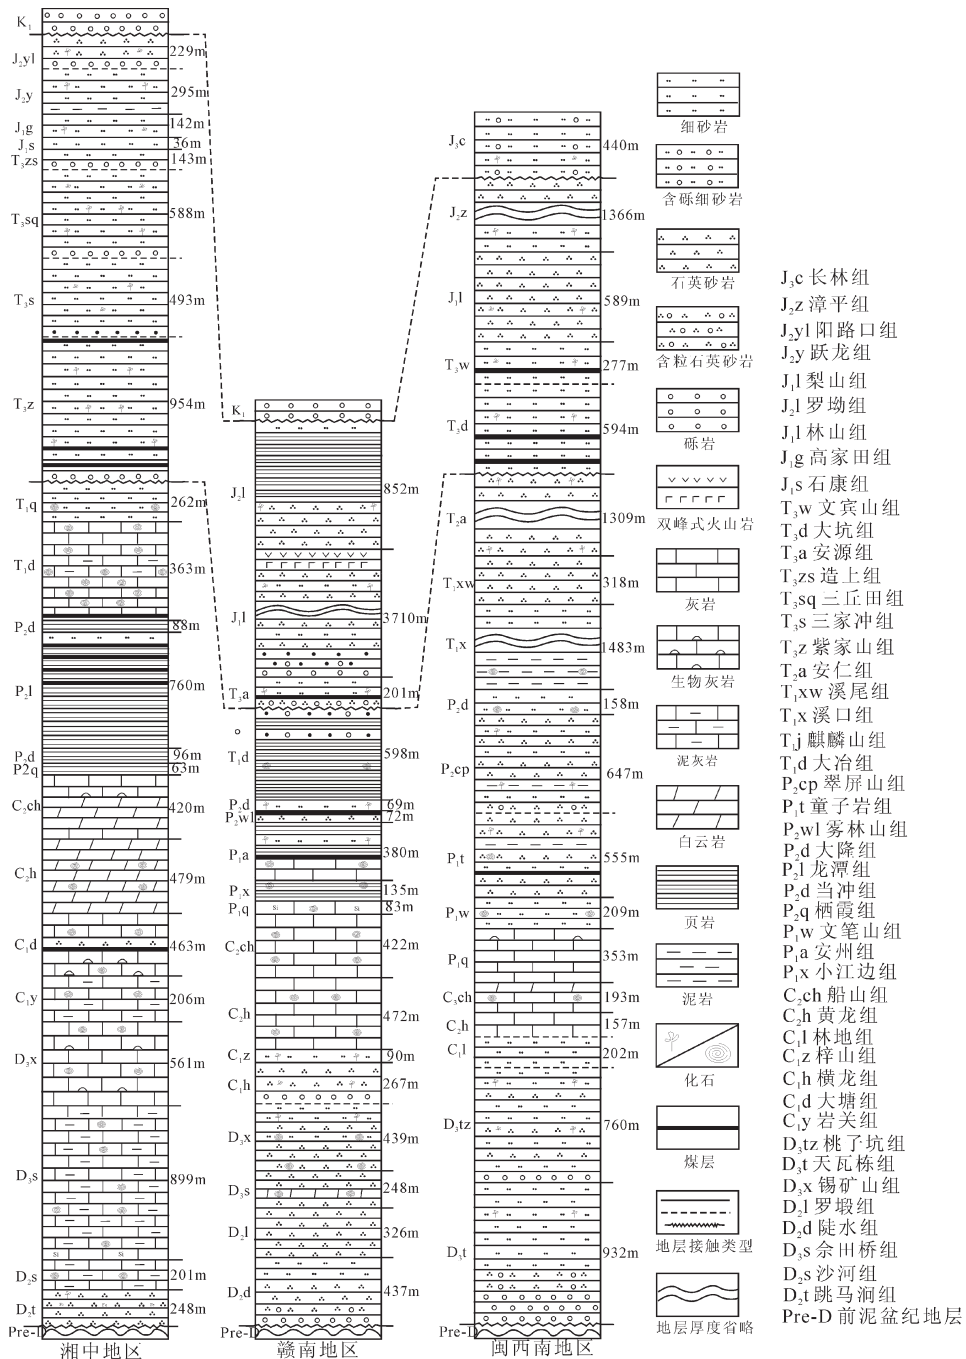 K₁
J₂yl
229m
J₂y
295m
J₁g
142m
J₁s
36m
T₃zs
143m
T₃sq
588m
T₃s
493m
T₃z
954m
T₁q
262m
T₁d
363m
P₂d
88m
P₂l
760m
P₂d
96m
P2q
63m
C₂ch
420m
C₂h
479m
C₁d
463m
C₁y
206m
D₃x
561m
D₃s
899m
D₂s
201m
D₂t
248m
Pre-D
湘中地区
K₁
J₂l
852m
J₁l
3710m
T₃a
201m
T₁d
598m
P₂d
69m
P₂wl
72m
P₁a
380m
P₁x
135m
P₁q
83m
Si
Si
C₂ch
422m
C₂h
472m
C₁z
90m
C₁h
267m
D₃x
439m
D₃s
248m
D₂l
326m
D₂d
437m
Pre-D
赣南地区
J₃c
440m
J₂z
1366m
J₁l
589m
T₃w
277m
T₃d
594m
T₂a
1309m
T₁xw
318m
T₁x
1483m
P₂d
158m
P₂cp
647m
P₁t
555m
P₁w
209m
P₁q
353m
C₃ch
193m
C₂h
157m
C₁l
202m
D₃tz
760m
D₃t
932m
Pre-D
闽西南地区
细砂岩
含砾细砂岩
石英砂岩
含粒石英砂岩
砾岩
双峰式火山岩
灰岩
生物灰岩
泥灰岩
白云岩
页岩
泥岩
化石
煤层
地层接触类型
地层厚度省略
J₃c 长林组
J₂z 漳平组
J₂yl 阳路口组
J₂y 跃龙组
J₁l 梨山组
J₂l 罗坳组
J₁l 林山组
J₁g 高家田组
J₁s 石康组
T₃w 文宾山组
T₃d 大坑组
T₃a 安源组
T₃zs 造上组
T₃sq 三丘田组
T₃s 三家冲组
T₃z 紫家山组
T₂a 安仁组
T₁xw 溪尾组
T₁x 溪口组
T₁j 麒麟山组
T₁d 大冶组
P₂cp 翠屏山组
P₁t 童子岩组
P₂wl 雾林山组
P₂d 大隆组
P₂l 龙潭组
P₂d 当冲组
P₂q 栖霞组
P₁w 文笔山组
P₁a 安州组
P₁x 小江边组
C₂ch 船山组
C₂h 黄龙组
C₁l 林地组
C₁z 梓山组
C₁h 横龙组
C₁d 大塘组
C₁y 岩关组
D₃tz 桃子坑组
D₃t 天瓦栋组
D₃x 锡矿山组
D₂l 罗塅组
D₂d 陡水组
D₃s 佘田桥组
D₂s 沙河组
D₂t 跳马涧组
Pre-D 前泥盆纪地层